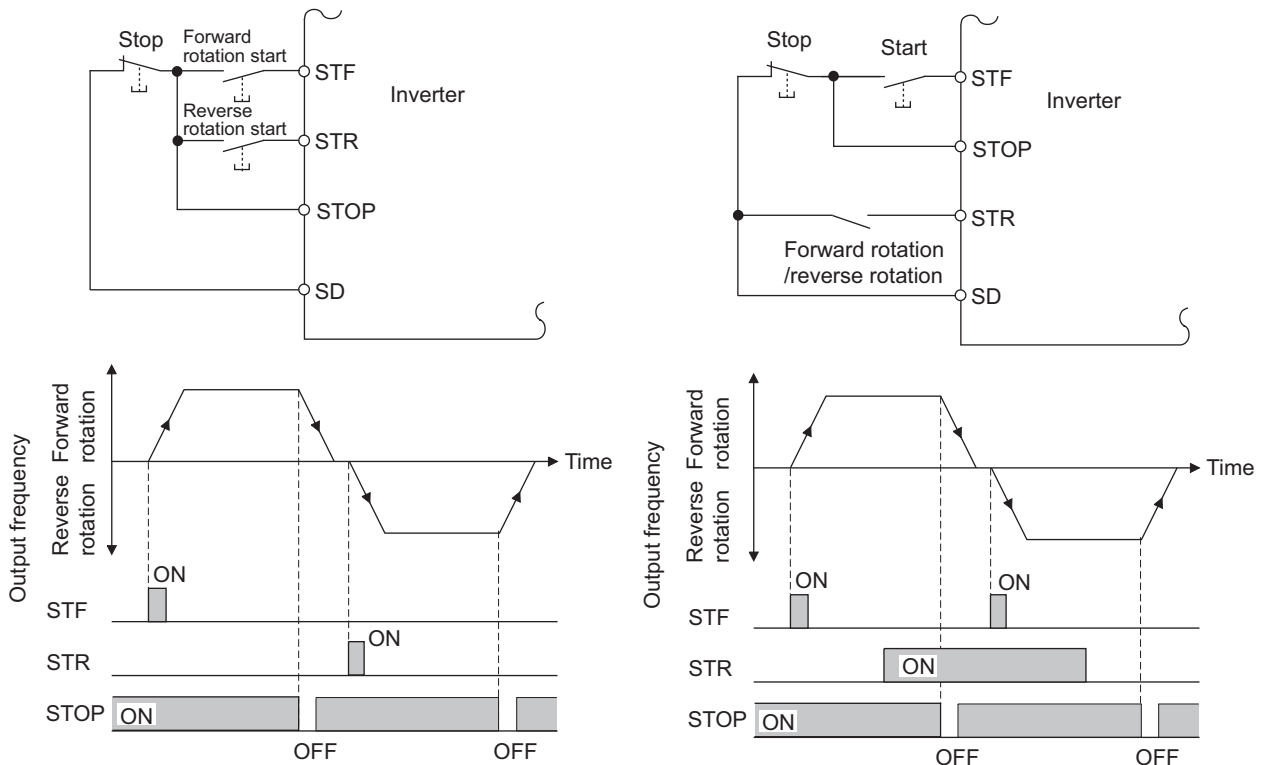 Stop
Forward
rotation start
STF
Inverter
Reverse
rotation start
STR
STOP
SD
Output frequency
Reverse Forward
rotation rotation
Time
ON
STF
ON
STR
STOP
ON
OFF
OFF
Stop
Start
STF
Inverter
STOP
STR
Forward rotation
/reverse rotation
SD
Output frequency
Reverse Forward
rotation rotation
Time
ON
ON
STF
STR
ON
STOP
ON
OFF
OFF